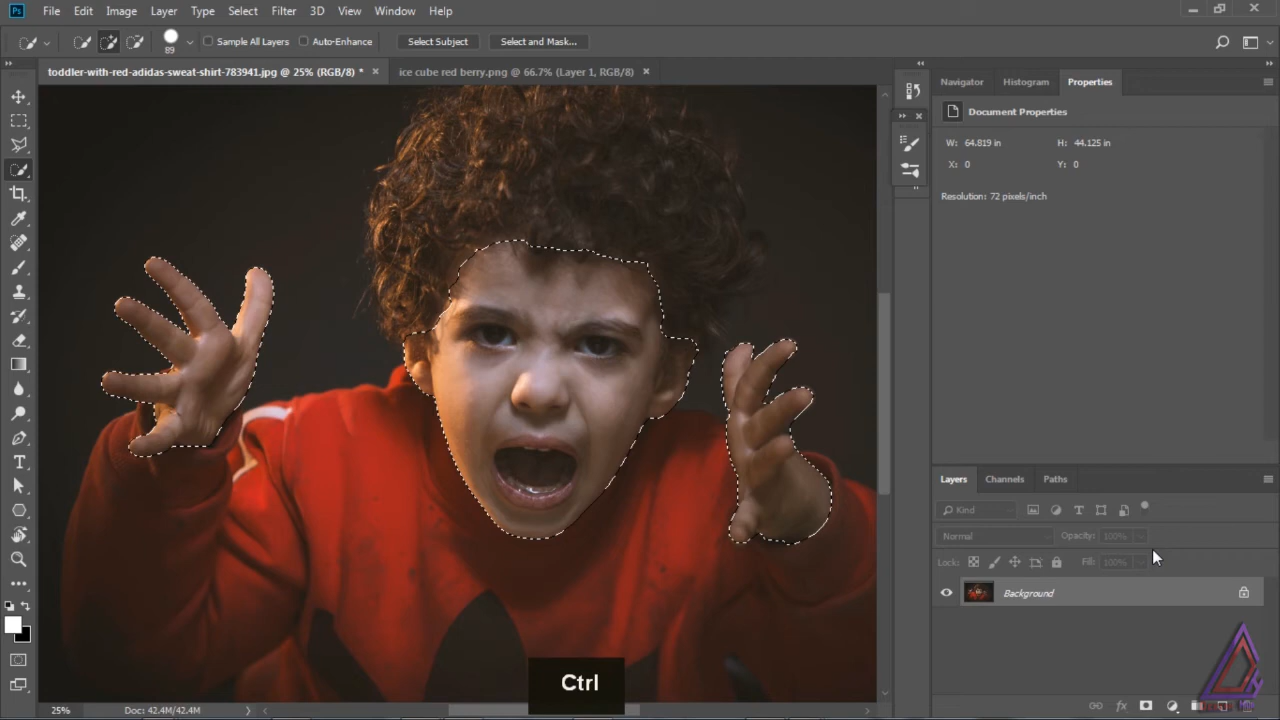 Ps File Edit Image Layer Type Select Filter 3D View Window Help
89 Sample All Layers Auto-Enhance Select Subject Select and Mask...
toddler-with-red-adidas-sweat-shirt-783941.jpg @ 25% (RGB/8) * × ice cube red berry.png @ 66.7% (Layer 1, RGB/8) ×
Navigator Histogram Properties
Document Properties
W: 64.819 in H: 44.125 in
X: 0 Y: 0
Resolution: 72 pixels/inch
Layers Channels Paths
Kind
Normal Opacity: 100%
Lock: Fill: 100%
Background
Ctrl
25% Doc: 42.4M/42.4M